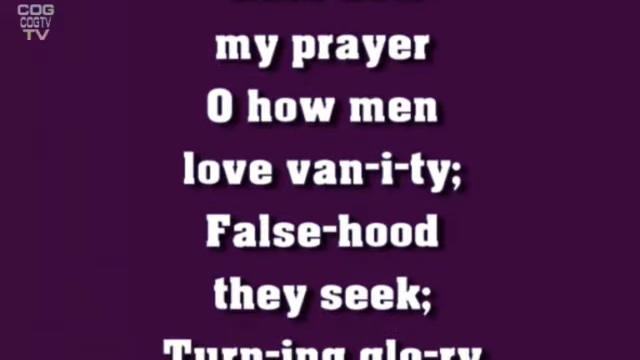 COG
COGTV
TV
my prayer
O how men
love van-i-ty;
False-hood
they seek;
Turn-ing glo-ry